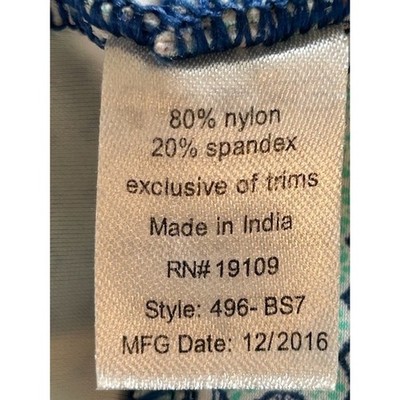 80% nylon
20% spandex
exclusive of trims
Made in India
RN# 19109
Style: 496- BS7
MFG Date: 12/2016